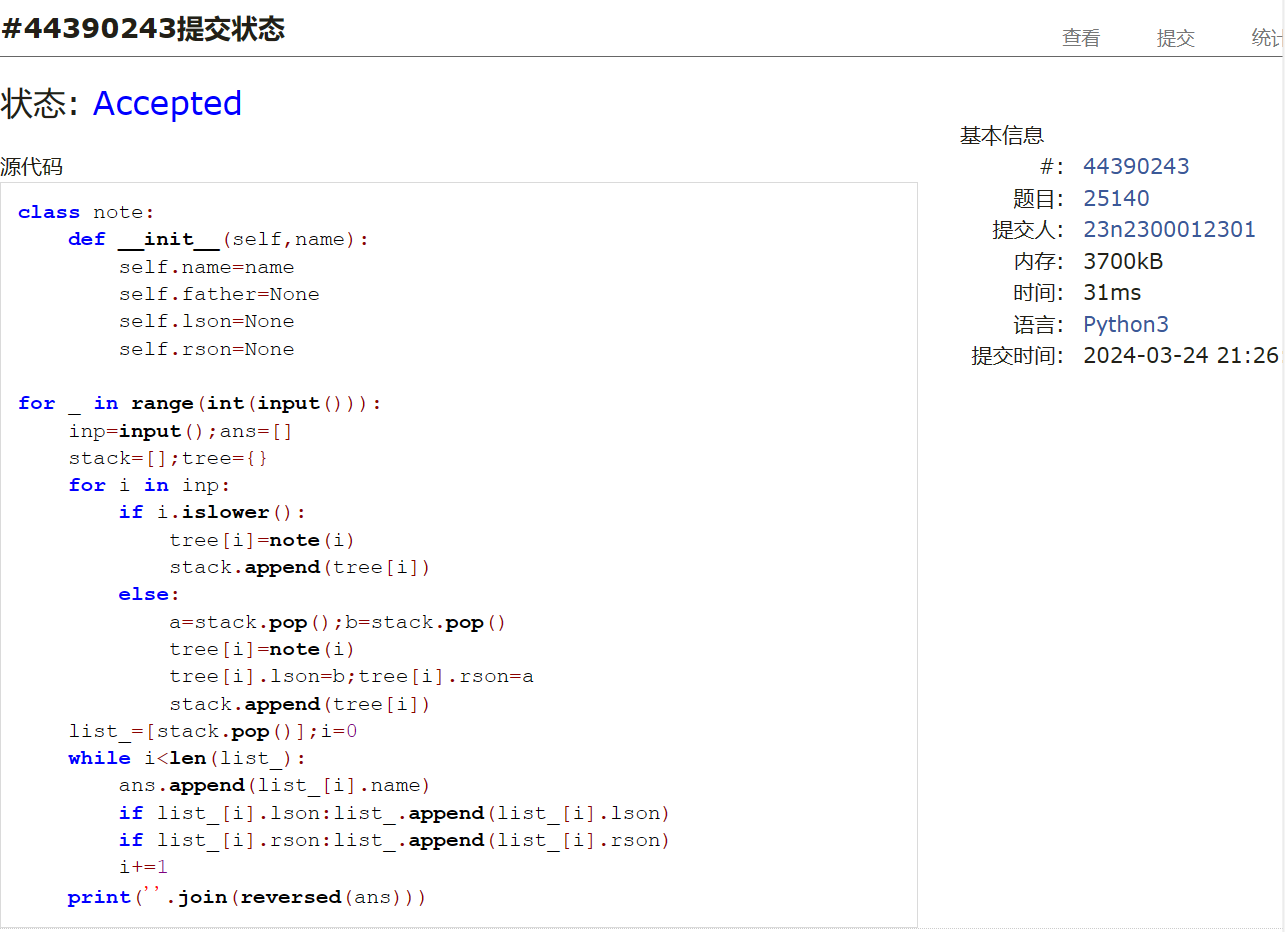 #44390243提交状态
查看 提交 统计
状态: Accepted
源代码
class note:
    def __init__(self,name):
        self.name=name
        self.father=None
        self.lson=None
        self.rson=None
for _ in range(int(input())):
    inp=input();ans=[]
    stack=[];tree={}
    for i in inp:
        if i.islower():
            tree[i]=note(i)
            stack.append(tree[i])
        else:
            a=stack.pop();b=stack.pop()
            tree[i]=note(i)
            tree[i].lson=b;tree[i].rson=a
            stack.append(tree[i])
    list_=[stack.pop()];i=0
    while i<len(list_):
        ans.append(list_[i].name)
        if list_[i].lson:list_.append(list_[i].lson)
        if list_[i].rson:list_.append(list_[i].rson)
        i+=1
    print(''.join(reversed(ans)))
基本信息
#: 44390243
题目: 25140
提交人: 23n2300012301
内存: 3700kB
时间: 31ms
语言: Python3
提交时间: 2024-03-24 21:26